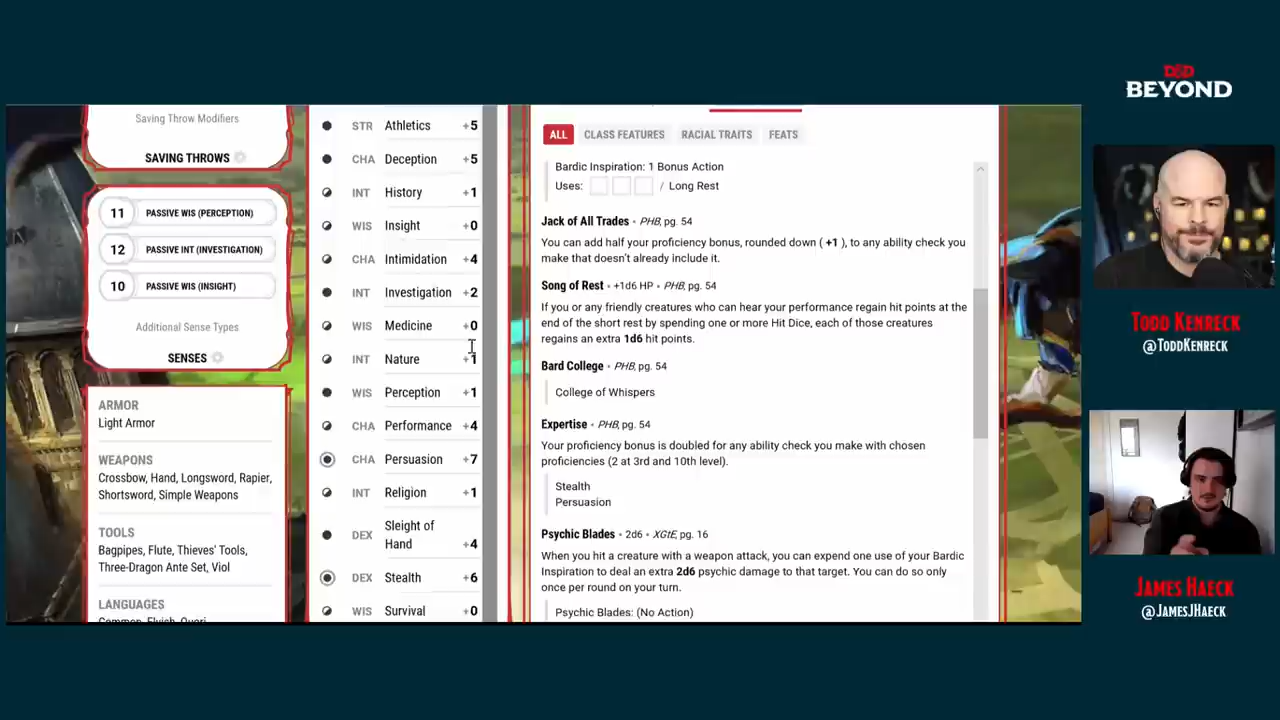 Saving Throw Modifiers
SAVING THROWS
11 PASSIVE WIS (PERCEPTION)
12 PASSIVE INT (INVESTIGATION)
10 PASSIVE WIS (INSIGHT)
Additional Sense Types
SENSES
ARMOR
Light Armor
WEAPONS
Crossbow, Hand, Longsword, Rapier,
Shortsword, Simple Weapons
TOOLS
Bagpipes, Flute, Thieves' Tools,
Three-Dragon Ante Set, Viol
LANGUAGES
Common, Elvish, Quori
STR Athletics +5
CHA Deception +5
INT History +1
WIS Insight +0
CHA Intimidation +4
INT Investigation +2
WIS Medicine +0
INT Nature +1
WIS Perception +1
CHA Performance +4
CHA Persuasion +7
INT Religion +1
DEX Sleight of
Hand +4
DEX Stealth +6
WIS Survival +0
ALL CLASS FEATURES RACIAL TRAITS FEATS
Bardic Inspiration: 1 Bonus Action
Uses: / Long Rest
Jack of All Trades • PHB, pg. 54
You can add half your proficiency bonus, rounded down ( +1 ), to any ability check you
make that doesn't already include it.
Song of Rest • +1d6 HP • PHB, pg. 54
If you or any friendly creatures who can hear your performance regain hit points at the
end of the short rest by spending one or more Hit Dice, each of those creatures
regains an extra 1d6 hit points.
Bard College • PHB, pg. 54
College of Whispers
Expertise • PHB, pg. 54
Your proficiency bonus is doubled for any ability check you make with chosen
proficiencies (2 at 3rd and 10th level).
Stealth
Persuasion
Psychic Blades • 2d6 • XGtE, pg. 16
When you hit a creature with a weapon attack, you can expend one use of your Bardic
Inspiration to deal an extra 2d6 psychic damage to that target. You can do so only
once per round on your turn.
Psychic Blades: (No Action)
D&D
BEYOND
TODD KENRECK
@TODDKENRECK
JAMES HAECK
@JAMESJHAECK